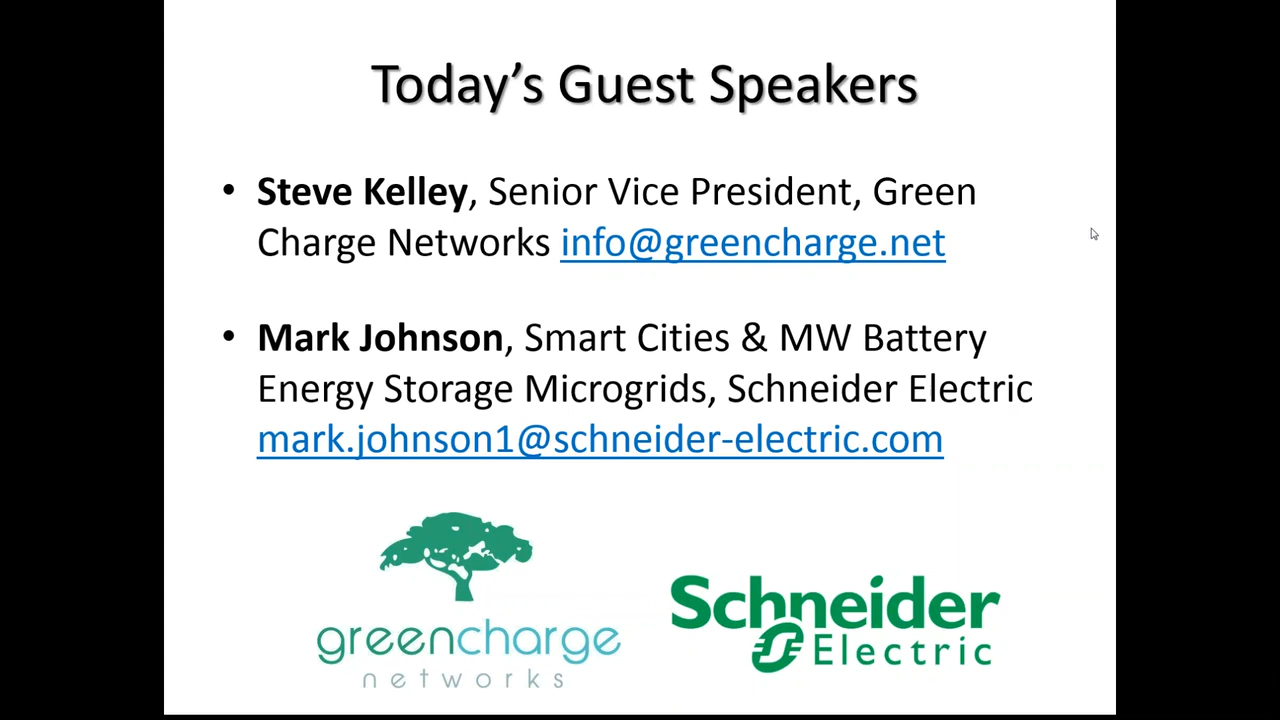 Today’s Guest Speakers
• Steve Kelley, Senior Vice President, Green
Charge Networks info@greencharge.net
• Mark Johnson, Smart Cities & MW Battery
Energy Storage Microgrids, Schneider Electric
mark.johnson1@schneider-electric.com
greencharge
networks
Schneider
Electric